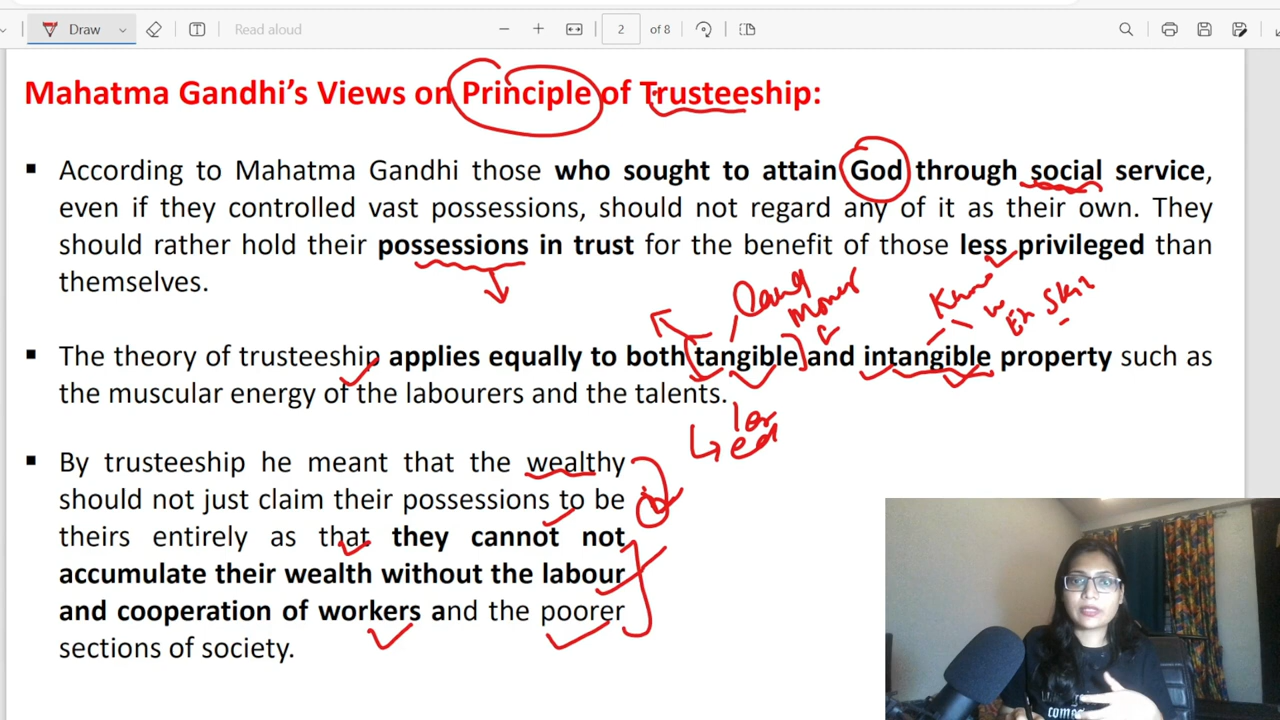 Draw
Read aloud
2 of 8
Mahatma Gandhi's Views on Principle of Trusteeship:
▪ According to Mahatma Gandhi those who sought to attain God through social service,
even if they controlled vast possessions, should not regard any of it as their own. They
should rather hold their possessions in trust for the benefit of those less privileged than
themselves.
▪ The theory of trusteeship applies equally to both tangible and intangible property such as
the muscular energy of the labourers and the talents.
▪ By trusteeship he meant that the wealthy
should not just claim their possessions to be
theirs entirely as that they cannot not
accumulate their wealth without the labour
and cooperation of workers and the poorer
sections of society.